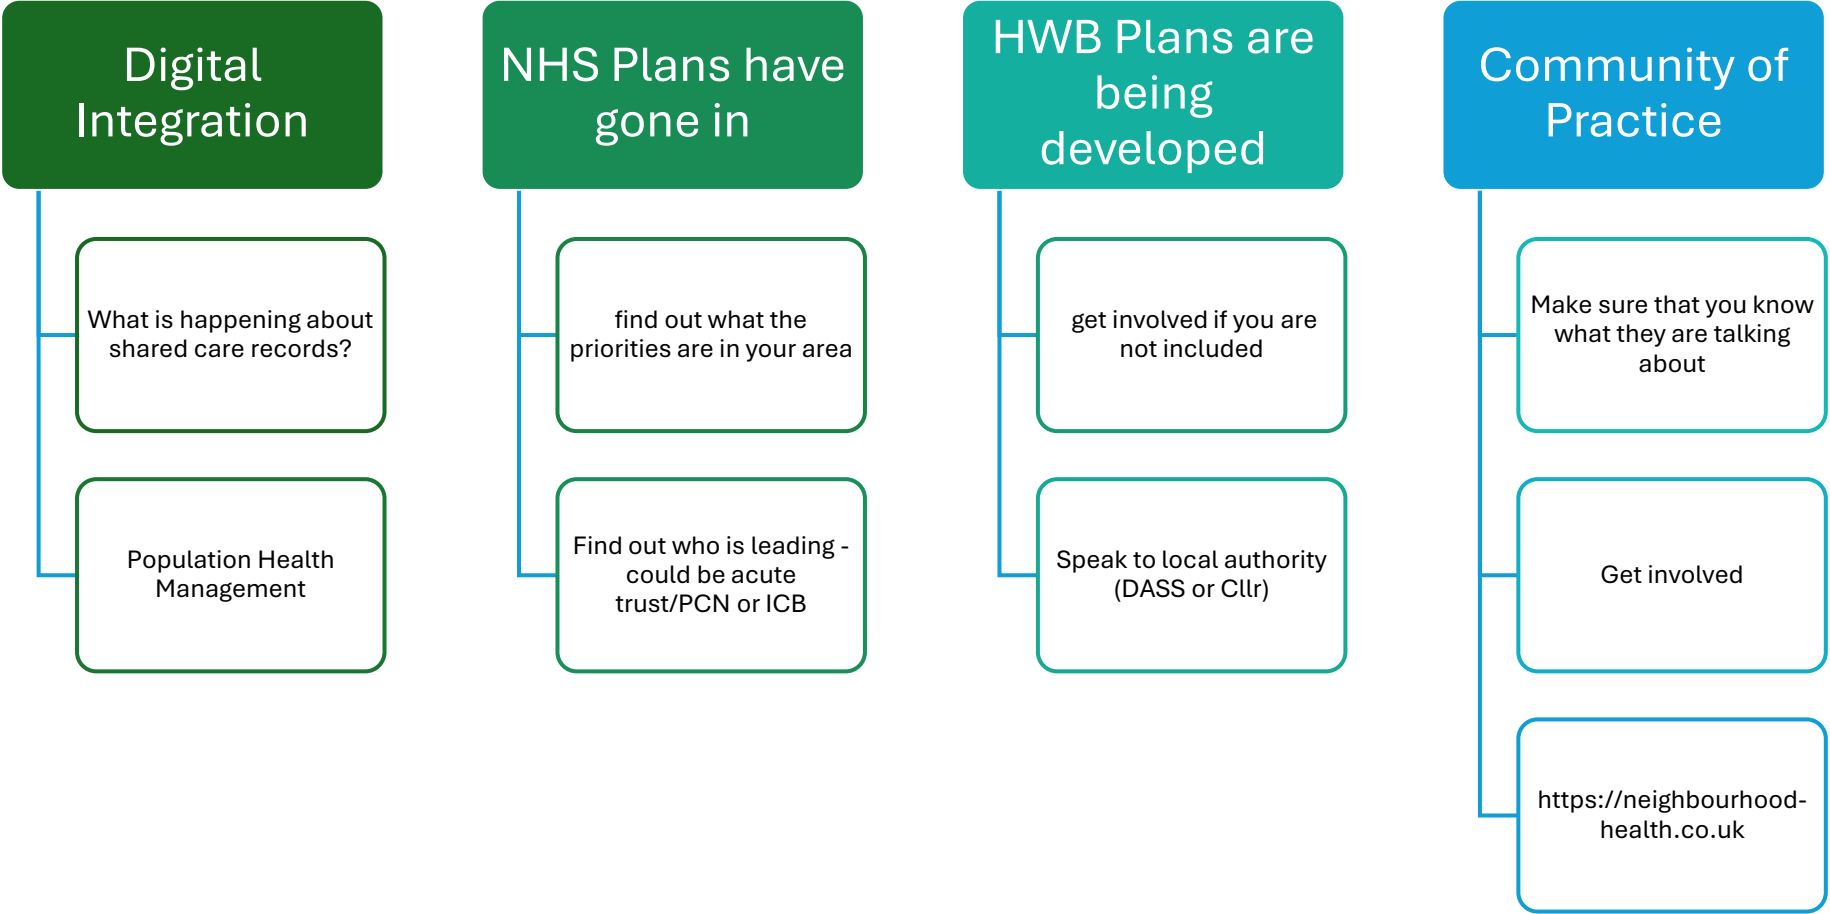 Digital
Integration
What is happening about
shared care records?
Population Health
Management
NHS Plans have
gone in
find out what the
priorities are in your area
Find out who is leading -
could be acute
trust/PCN or ICB
HWB Plans are
being
developed
get involved if you are
not included
Speak to local authority
(DASS or Cllr)
Community of
Practice
Make sure that you know
what they are talking
about
Get involved
https://neighbourhood-
health.co.uk